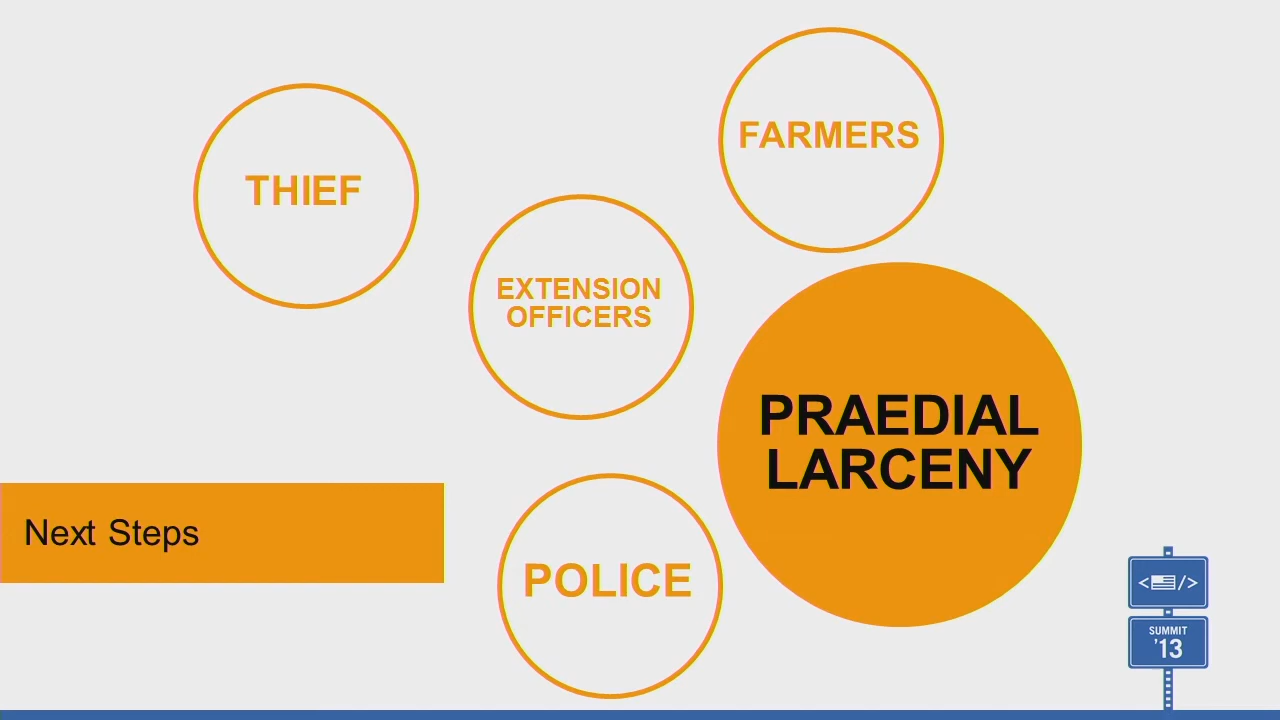 FARMERS
THIEF
EXTENSION
OFFICERS
PRAEDIAL
LARCENY
Next Steps
POLICE
< />
SUMMIT
'13